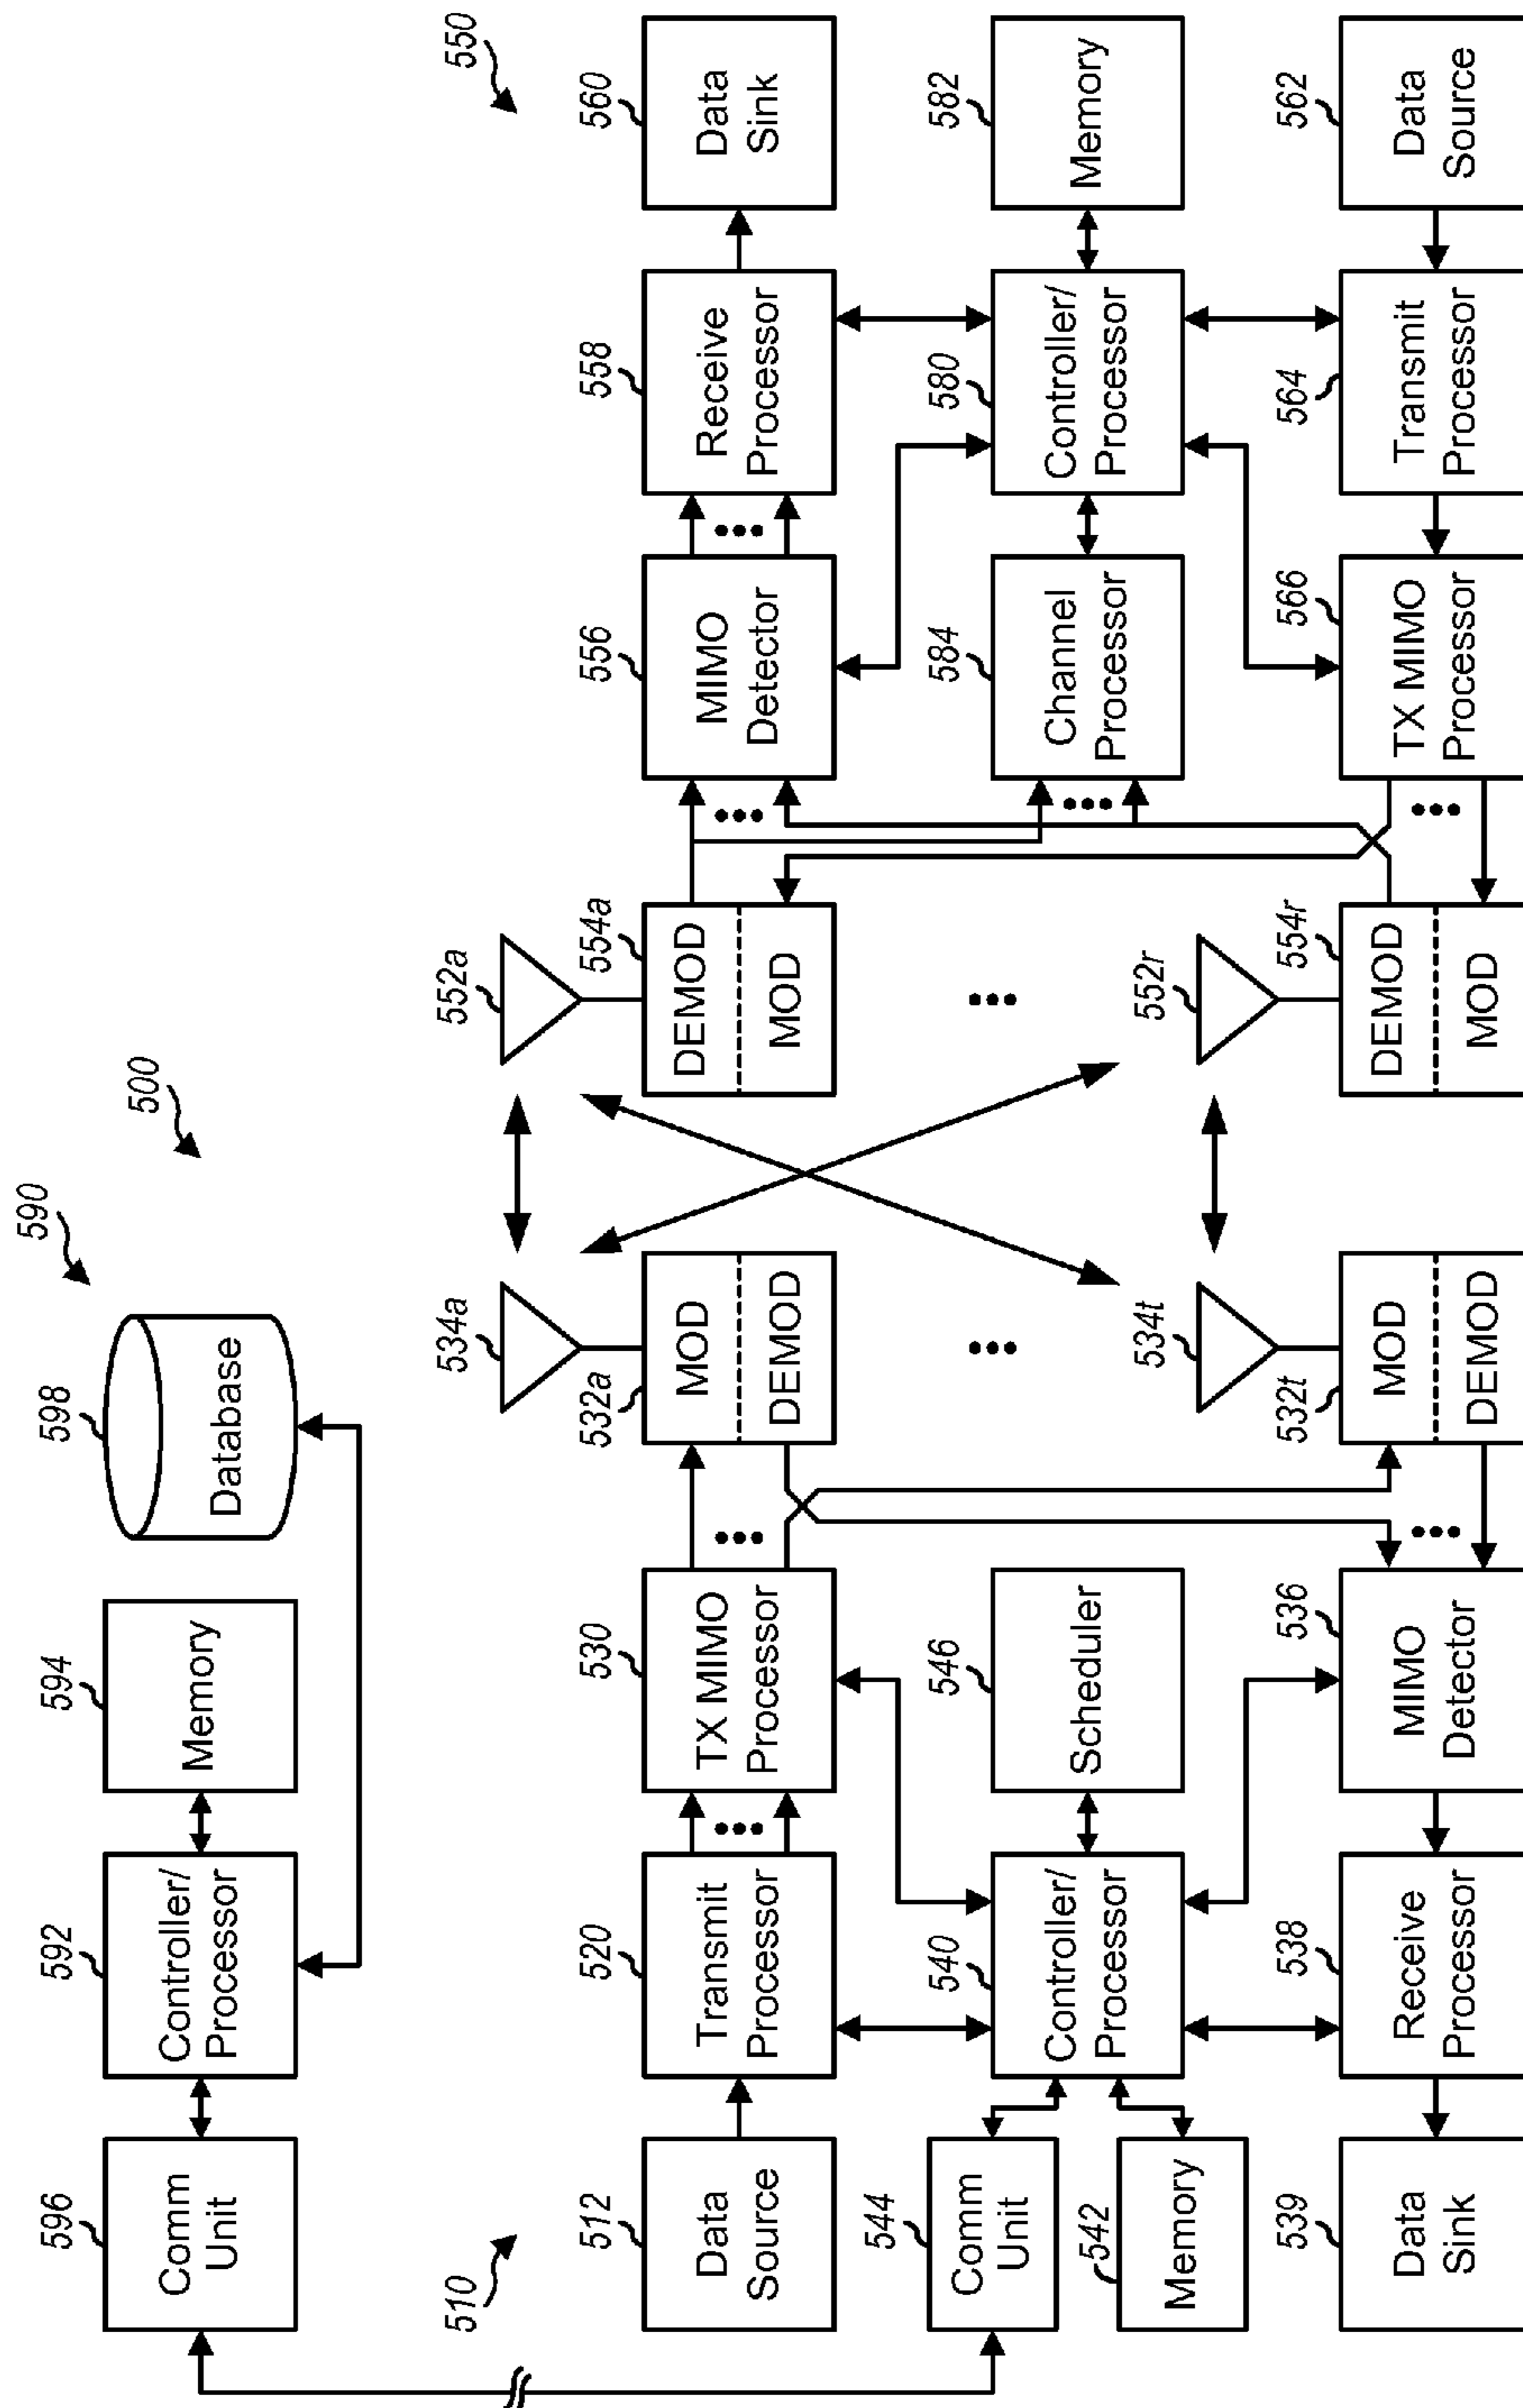 590
500
596
Comm
Unit
592
Controller/
Processor
594
Memory
598
Database
510
550
512
Data
Source
520
Transmit
Processor
530
TX MIMO
Processor
532a
MOD
DEMOD
534a
552a
554a
DEMOD
MOD
556
MIMO
Detector
558
Receive
Processor
560
Data
Sink
544
Comm
Unit
542
Memory
540
Controller/
Processor
546
Scheduler
584
Channel
Processor
580
Controller/
Processor
582
Memory
539
Data
Sink
538
Receive
Processor
536
MIMO
Detector
532t
MOD
DEMOD
534t
552r
554r
DEMOD
MOD
566
TX MIMO
Processor
564
Transmit
Processor
562
Data
Source